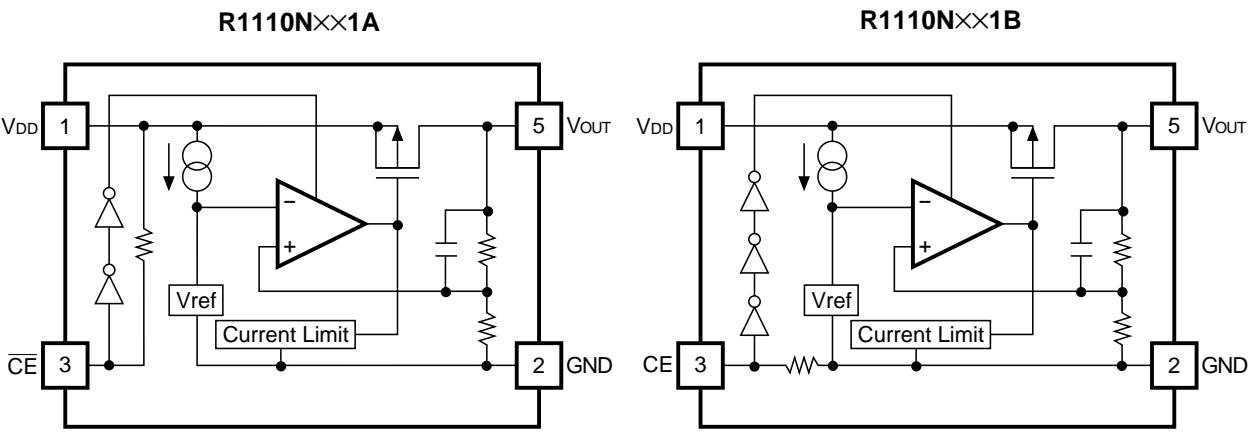 R1110N××1A
VDD 1
5 VOUT
−
+
Vref
Current Limit
C̅E̅ 3
2 GND
R1110N××1B
VDD 1
5 VOUT
−
+
Vref
Current Limit
CE 3
2 GND